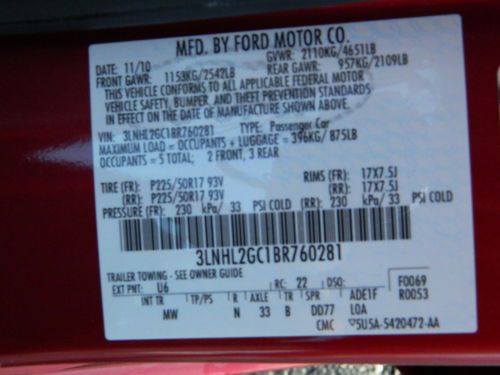 MFD. BY FORD MOTOR CO.
DATE: 11/10 GVWR: 2110KG/4651LB
FRONT GAWR: 1153KG/2542LB REAR GAWR: 957KG/2109LB
THIS VEHICLE CONFORMS TO ALL APPLICABLE FEDERAL MOTOR
VEHICLE SAFETY, BUMPER, AND THEFT PREVENTION STANDARDS
IN EFFECT ON THE DATE OF MANUFACTURE SHOWN ABOVE.
VIN: 3LNHL2GC1BR760281 TYPE: Passenger Car
MAXIMUM LOAD = OCCUPANTS + LUGGAGE = 396KG/ 875LB
OCCUPANTS = 5 TOTAL; 2 FRONT, 3 REAR
TIRE (FR): P225/50R17 93V RIMS (FR): 17X7.5J
(RR): P225/50R17 93V (RR): 17X7.5J
PRESSURE (FR): 230 kPa/ 33 PSI COLD (RR): 230 kPa/ 33 PSI COLD
3LNHL2GC1BR760281
TRAILER TOWING - SEE OWNER GUIDE
EXT PNT: U6 RC: 22 DSO: F0069
INT TR TP/PS R AXLE TR SPR ADE1F R0053
MW N 33 B DD77 LOA
CMC 5U5A-5420472-AA